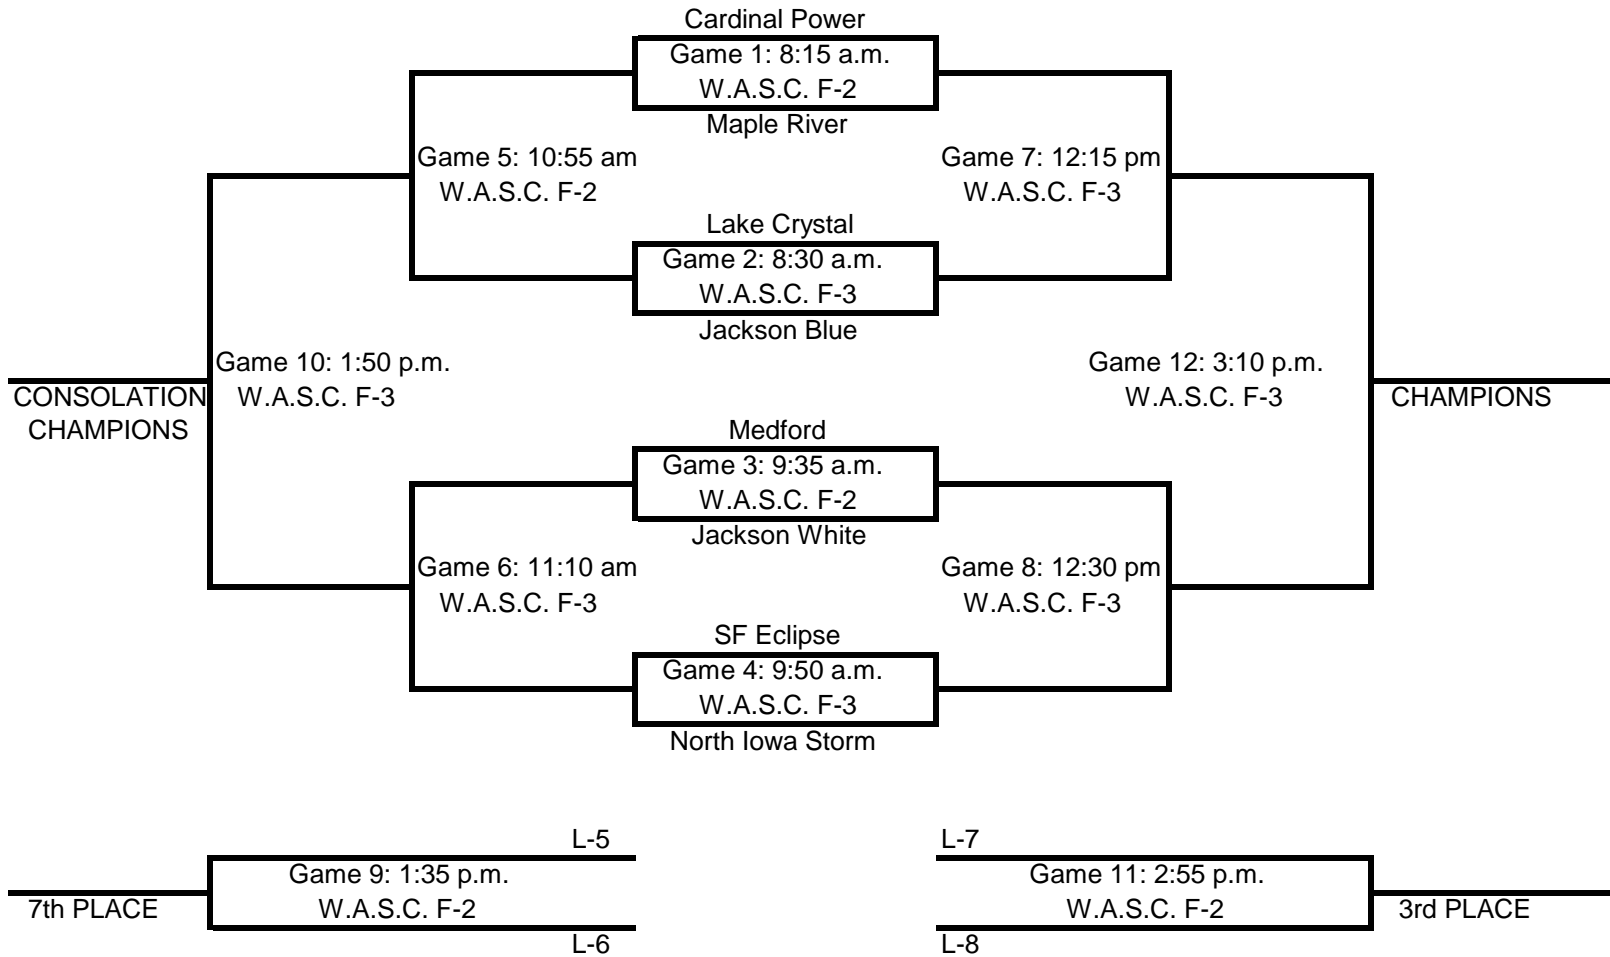 Cardinal Power
Game 1: 8:15 a.m.
W.A.S.C. F-2
Maple River
Game 5: 10:55 am
W.A.S.C. F-2
Game 7: 12:15 pm
W.A.S.C. F-3
Lake Crystal
Game 2: 8:30 a.m.
W.A.S.C. F-3
Jackson Blue
Game 10: 1:50 p.m.
W.A.S.C. F-3
CONSOLATION
CHAMPIONS
Game 12: 3:10 p.m.
W.A.S.C. F-3
CHAMPIONS
Medford
Game 3: 9:35 a.m.
W.A.S.C. F-2
Jackson White
Game 6: 11:10 am
W.A.S.C. F-3
Game 8: 12:30 pm
W.A.S.C. F-3
SF Eclipse
Game 4: 9:50 a.m.
W.A.S.C. F-3
North Iowa Storm
L-5
Game 9: 1:35 p.m.
W.A.S.C. F-2
7th PLACE
L-6
L-7
Game 11: 2:55 p.m.
W.A.S.C. F-2
3rd PLACE
L-8